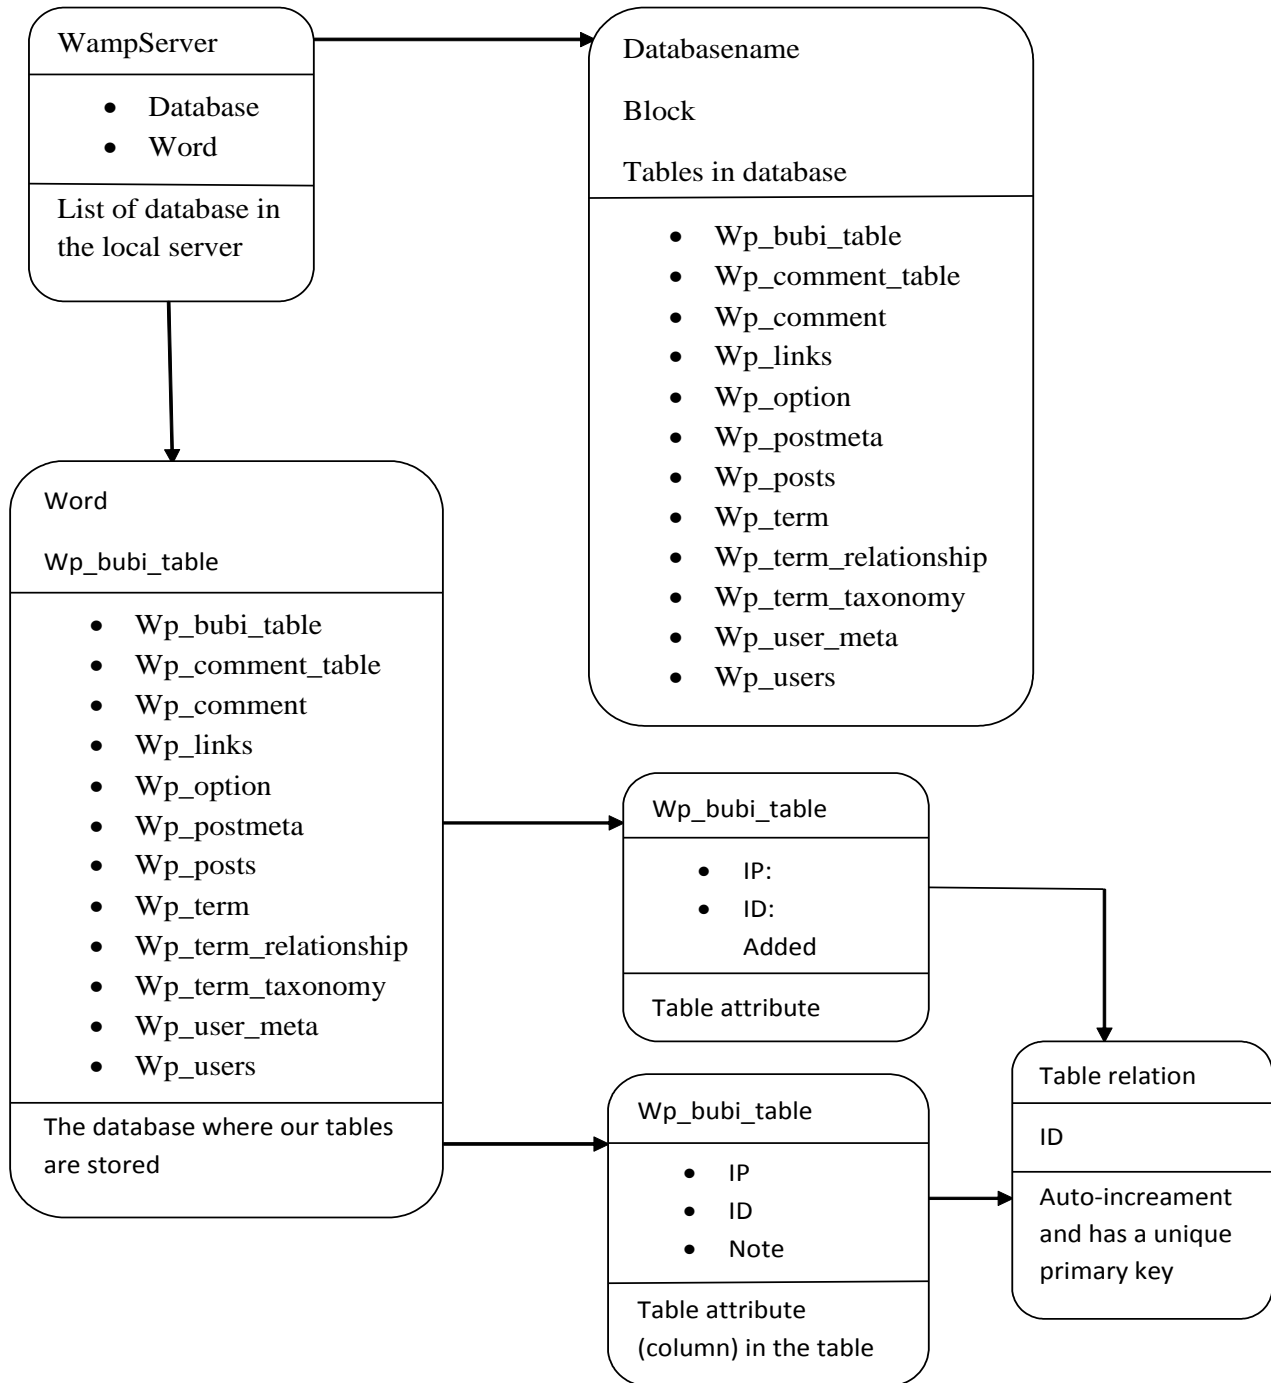 WampServer
• Database
• Word
List of database in
the local server
Databasename
Block
Tables in database
• Wp_bubi_table
• Wp_comment_table
• Wp_comment
• Wp_links
• Wp_option
• Wp_postmeta
• Wp_posts
• Wp_term
• Wp_term_relationship
• Wp_term_taxonomy
• Wp_user_meta
• Wp_users
Word
Wp_bubi_table
• Wp_bubi_table
• Wp_comment_table
• Wp_comment
• Wp_links
• Wp_option
• Wp_postmeta
• Wp_posts
• Wp_term
• Wp_term_relationship
• Wp_term_taxonomy
• Wp_user_meta
• Wp_users
The database where our tables
are stored
Wp_bubi_table
• IP:
• ID:
Added
Table attribute
Wp_bubi_table
• IP
• ID
• Note
Table attribute
(column) in the table
Table relation
ID
Auto-increament
and has a unique
primary key